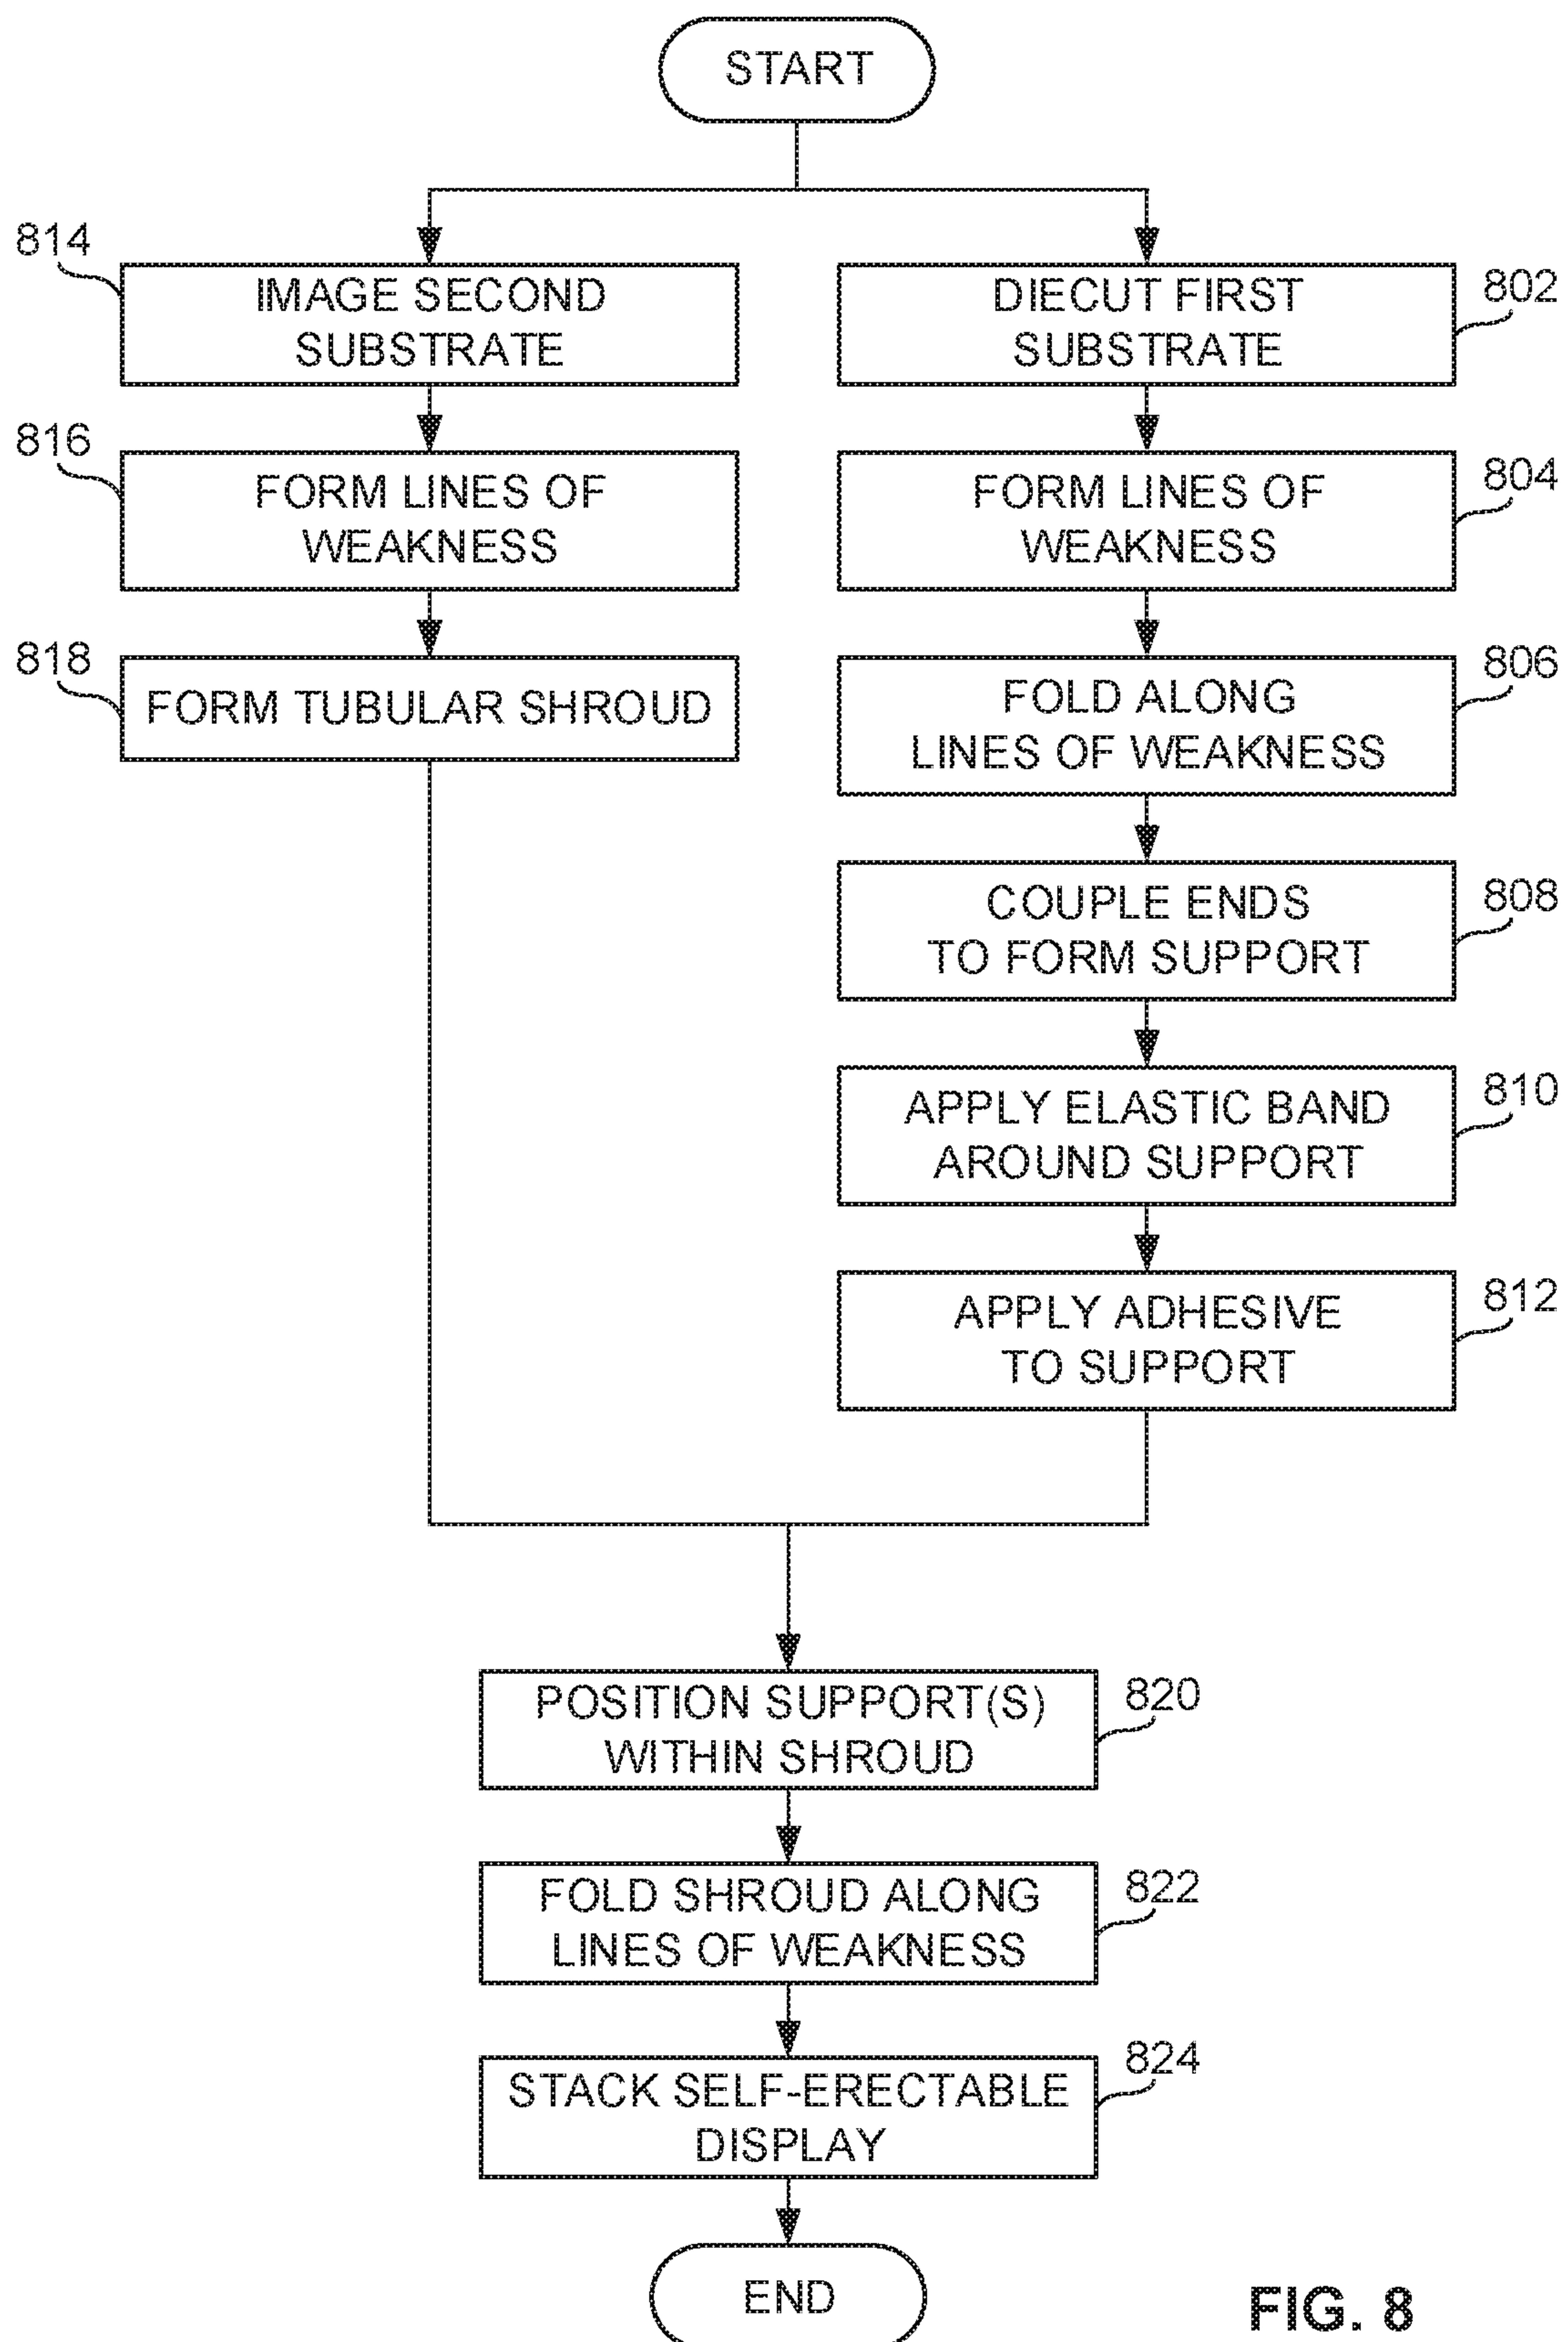 START
814
IMAGE SECOND
SUBSTRATE
816
FORM LINES OF
WEAKNESS
818
FORM TUBULAR SHROUD
DIECUT FIRST
SUBSTRATE
802
FORM LINES OF
WEAKNESS
804
FOLD ALONG
LINES OF WEAKNESS
806
COUPLE ENDS
TO FORM SUPPORT
808
APPLY ELASTIC BAND
AROUND SUPPORT
810
APPLY ADHESIVE
TO SUPPORT
812
POSITION SUPPORT(S)
WITHIN SHROUD
820
FOLD SHROUD ALONG
LINES OF WEAKNESS
822
STACK SELF-ERECTABLE
DISPLAY
824
END
FIG. 8